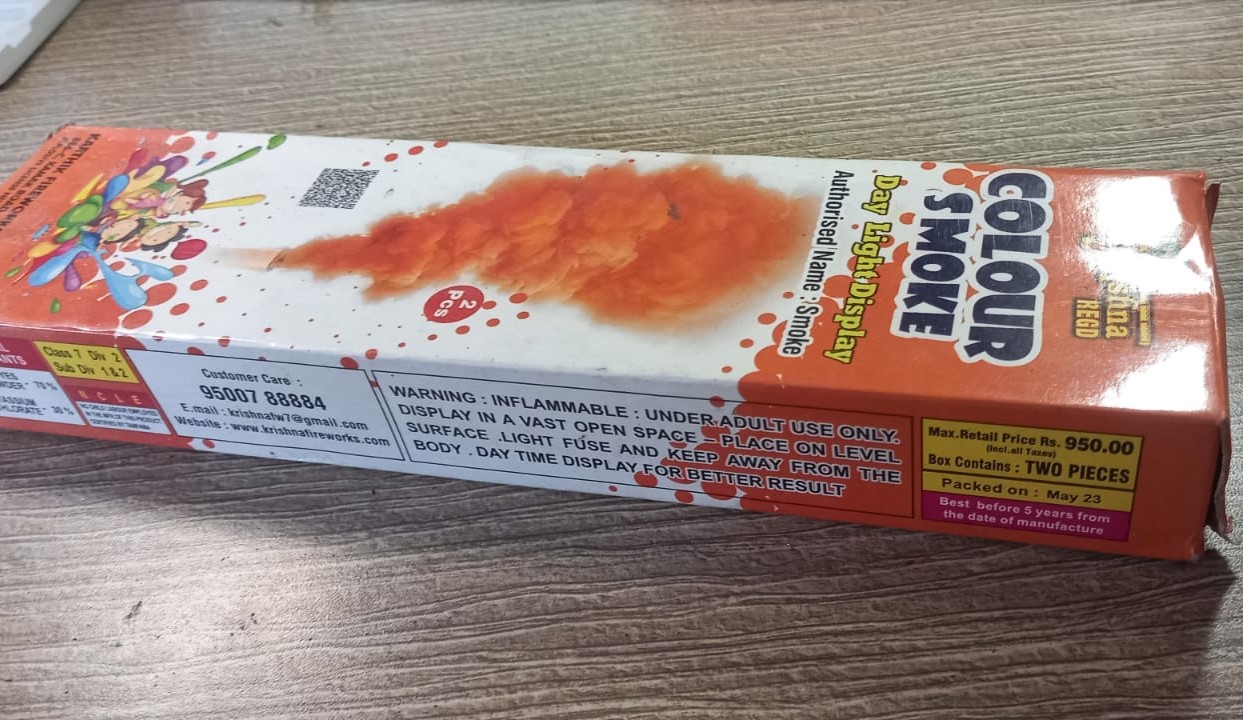 REGD
COLOUR
SMOKE
Day Light Display
Authorised Name : Smoke
2
PCS
KARTHIK FIREWORKS
Class 7 Div 2
Sub Div 1 & 2
N C L E
70 %
30 %
Customer Care :
95007 88884
E.mail : krishnafw7@gmail.com
Website : www.krishnafireworks.com
WARNING : INFLAMMABLE : UNDER ADULT USE ONLY.
DISPLAY IN A VAST OPEN SPACE – PLACE ON LEVEL
SURFACE .LIGHT FUSE AND KEEP AWAY FROM THE
BODY . DAY TIME DISPLAY FOR BETTER RESULT
Max.Retail Price Rs. 950.00
(Incl.all Taxes)
Box Contains : TWO PIECES
Packed on : May 23
Best before 5 years from
the date of manufacture